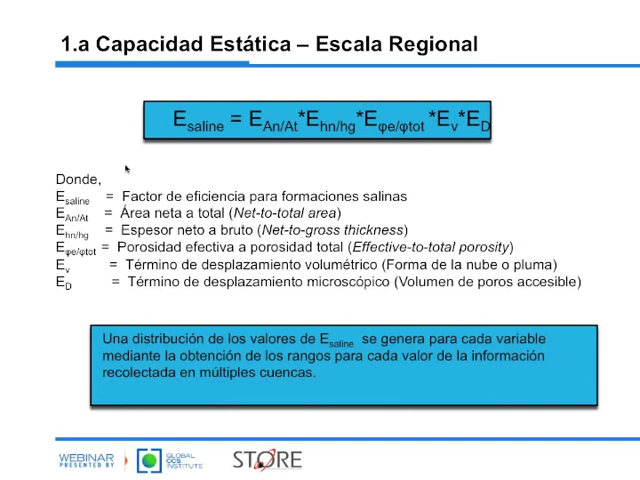 1.a Capacidad Estática – Escala Regional
Esaline = EAn/At*Ehn/hg*Eφe/φtot *Ev*ED
Donde,
Esaline = Factor de eficiencia para formaciones salinas
EAn/At = Área neta a total (Net-to-total area)
Ehn/hg = Espesor neto a bruto (Net-to-gross thickness)
Eφe/φtot = Porosidad efectiva a porosidad total (Effective-to-total porosity)
Ev = Término de desplazamiento volumétrico (Forma de la nube o pluma)
ED = Término de desplazamiento microscópico (Volumen de poros accesible)
Una distribución de los valores de Esaline se genera para cada variable
mediante la obtención de los rangos para cada valor de la información
recolectada en múltiples cuencas.
WEBINAR
PRESENTED BY
GLOBAL
CCS
INSTITUTE
STORE